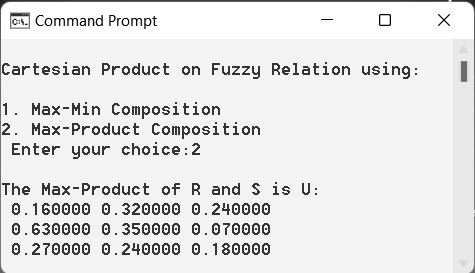 Command Prompt
Cartesian Product on Fuzzy Relation using:
1. Max-Min Composition
2. Max-Product Composition
Enter your choice:2
The Max-Product of R and S is U:
0.160000 0.320000 0.240000
0.630000 0.350000 0.070000
0.270000 0.240000 0.180000